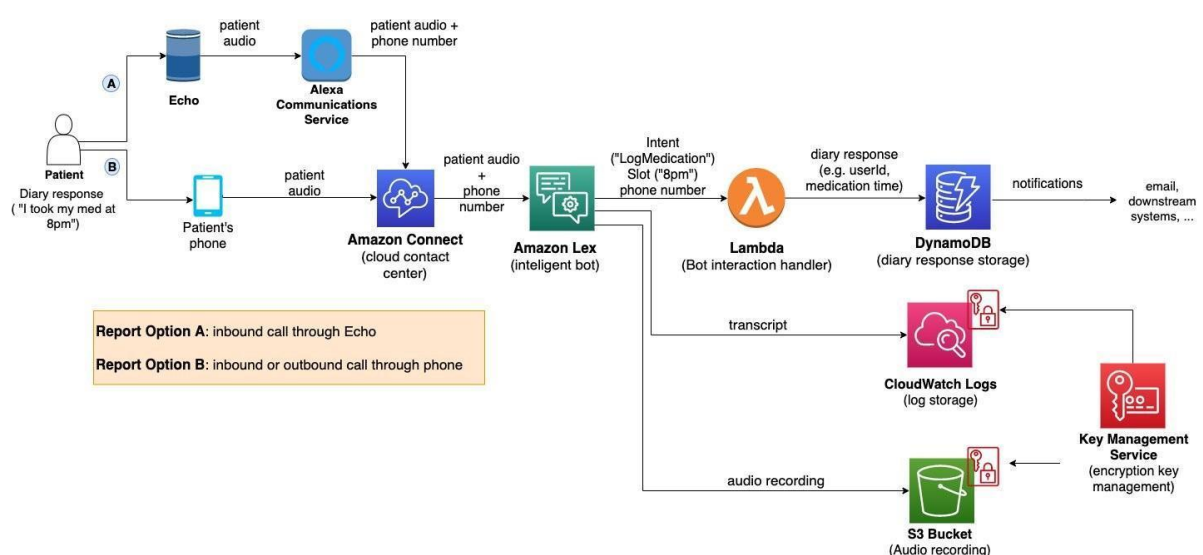 patient
audio
patient audio +
phone number
A
Echo
Alexa
Communications
Service
B
Patient
Diary response
( "I took my med at
8pm")
Patient's
phone
patient
audio
Amazon Connect
(cloud contact
center)
patient audio
+
phone
number
Amazon Lex
(inteligent bot)
Intent
("LogMedication")
Slot ("8pm")
phone number
λ
Lambda
(Bot interaction handler)
diary response
(e.g. userId,
medication time)
DynamoDB
(diary response storage)
notifications
email,
downstream
systems, ...
Report Option A: inbound call through Echo
Report Option B: inbound or outbound call through phone
transcript
CloudWatch Logs
(log storage)
Key Management
Service
(encryption key
management)
audio recording
S3 Bucket
(Audio recording)